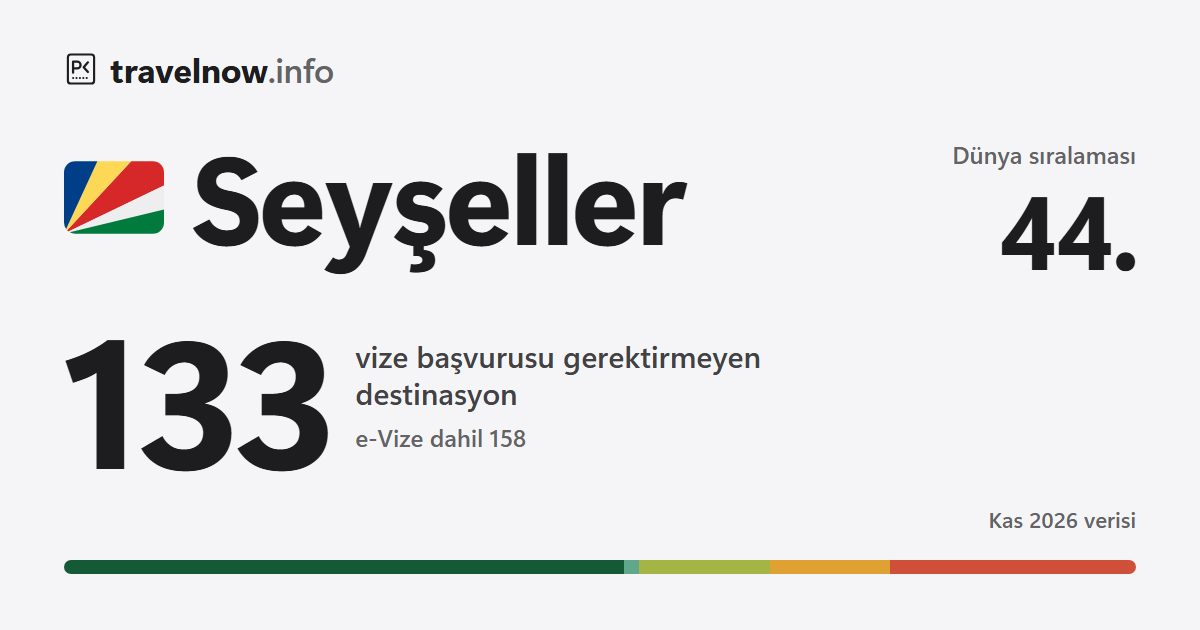 travelnow.info
Seyşeller
Dünya sıralaması
44.
133
vize başvurusu gerektirmeyen
destinasyon
e-Vize dahil 158
Kas 2026 verisi